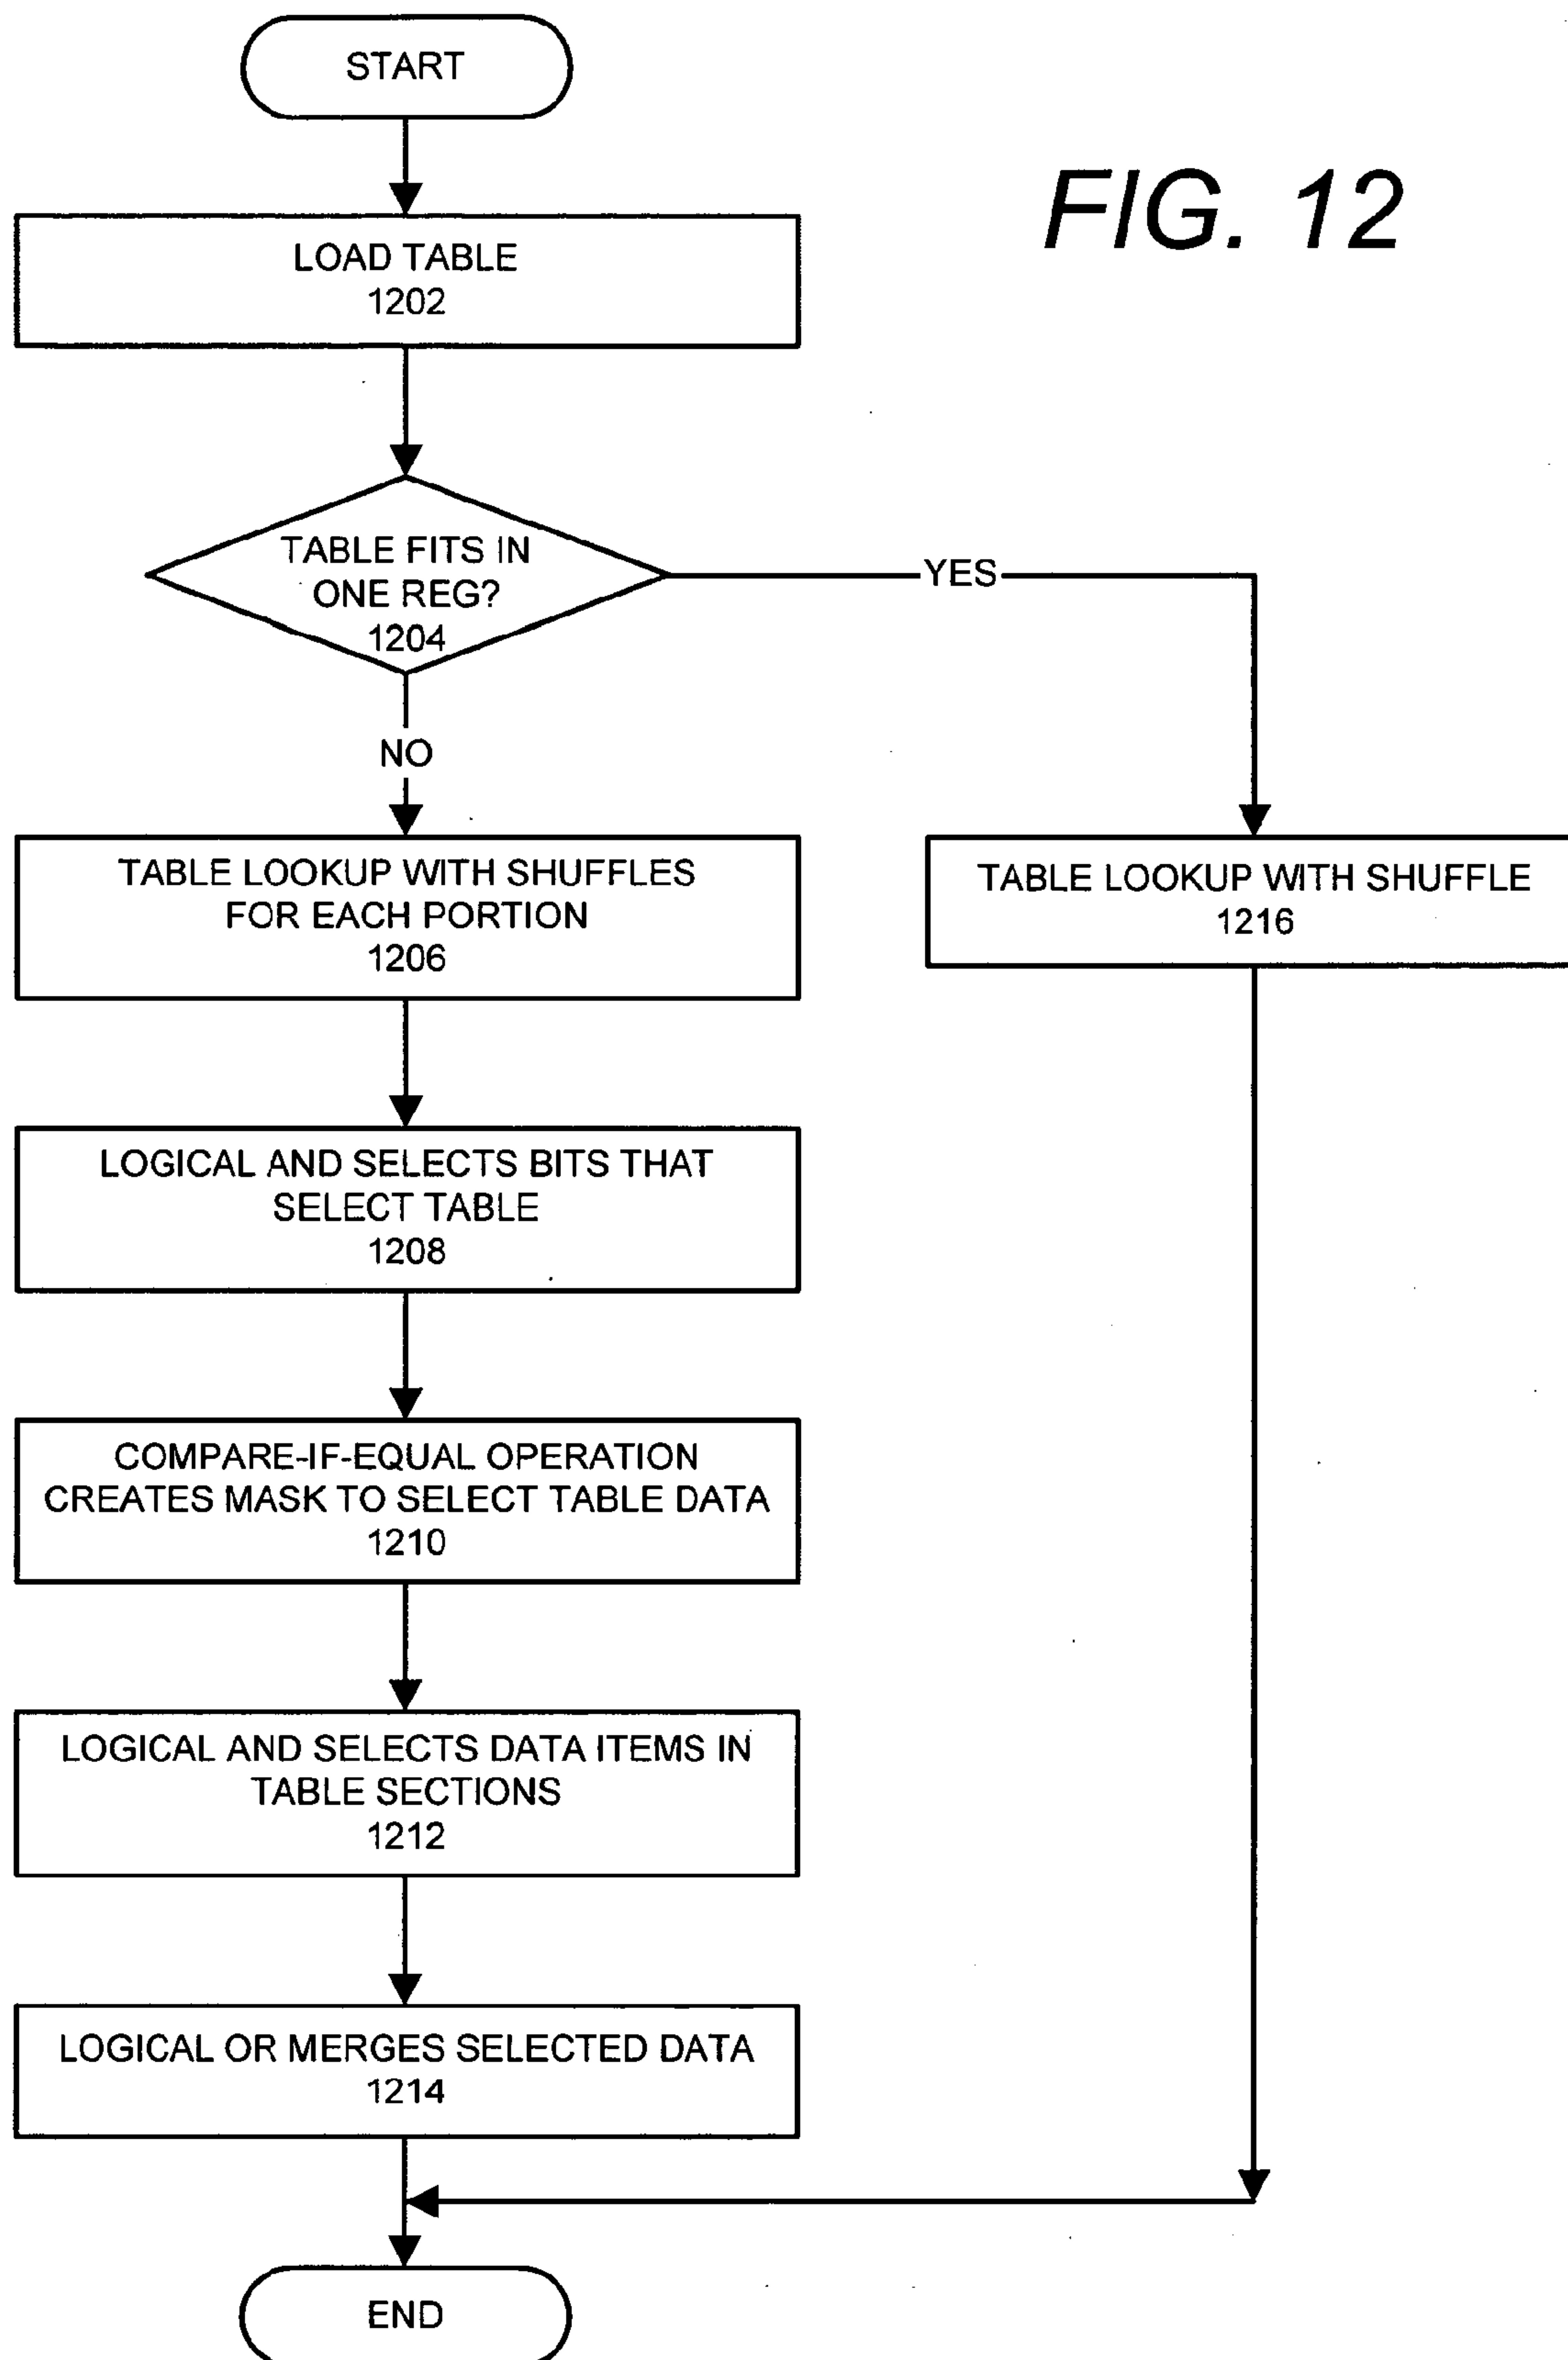 START
FIG. 12
LOAD TABLE
1202
TABLE FITS IN
ONE REG?
1204
YES
NO
TABLE LOOKUP WITH SHUFFLES
FOR EACH PORTION
1206
TABLE LOOKUP WITH SHUFFLE
1216
LOGICAL AND SELECTS BITS THAT
SELECT TABLE
1208
COMPARE-IF-EQUAL OPERATION
CREATES MASK TO SELECT TABLE DATA
1210
LOGICAL AND SELECTS DATA ITEMS IN
TABLE SECTIONS
1212
LOGICAL OR MERGES SELECTED DATA
1214
END